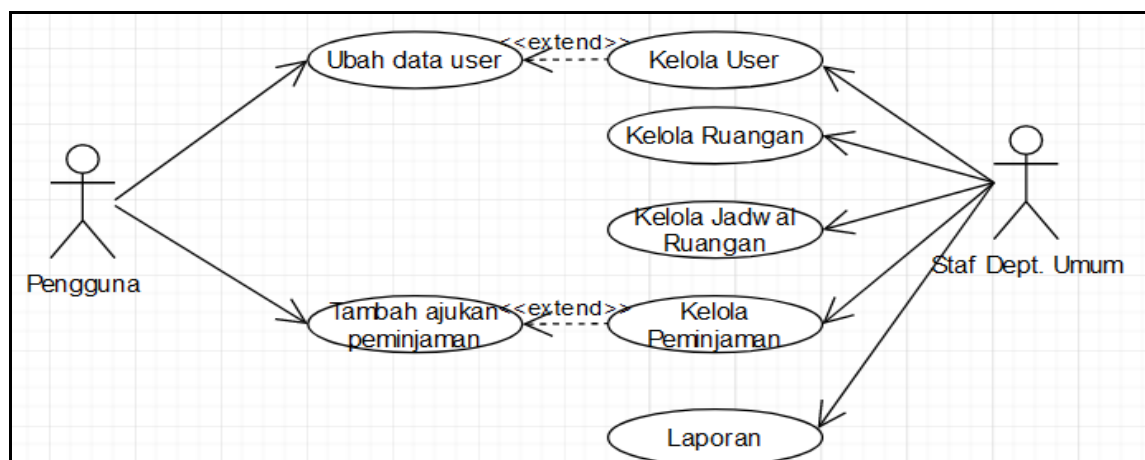 <<extend>>
Ubah data user
Kelola User
Kelola Ruangan
Kelola Jadwal
Ruangan
Pengguna
Staf Dept. Umum
<<extend>>
Tambah ajukan
peminjaman
Kelola
Peminjaman
Laporan